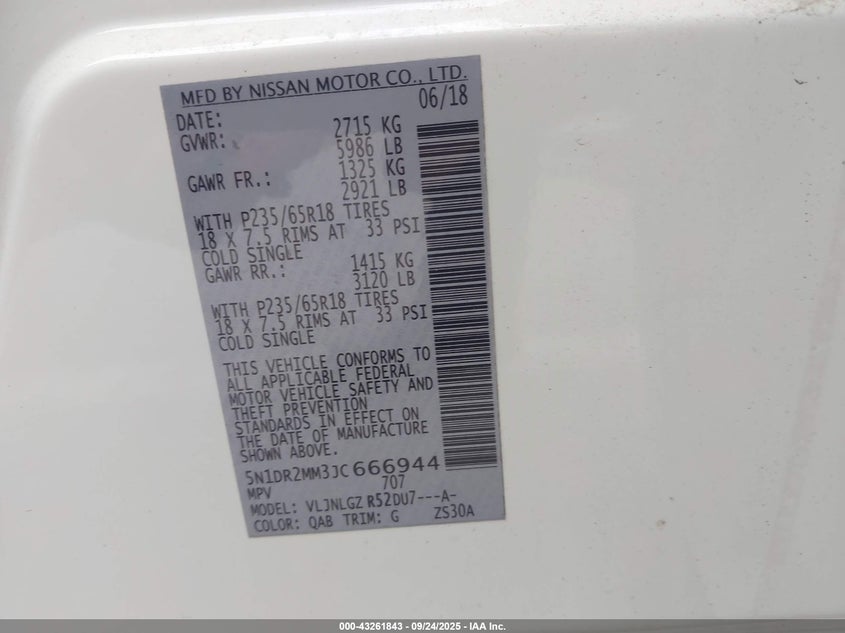 MFD BY NISSAN MOTOR CO., LTD.
DATE: 06/18
GVWR: 2715 KG
5986 LB
GAWR FR.: 1325 KG
2921 LB
WITH P235/65R18 TIRES
18 X 7.5 RIMS AT 33 PSI
COLD SINGLE
GAWR RR.: 1415 KG
3120 LB
WITH P235/65R18 TIRES
18 X 7.5 RIMS AT 33 PSI
COLD SINGLE
THIS VEHICLE CONFORMS TO
ALL APPLICABLE FEDERAL
MOTOR VEHICLE SAFETY AND
THEFT PREVENTION
STANDARDS IN EFFECT ON
THE DATE OF MANUFACTURE
SHOWN ABOVE.
5N1DR2MM3JC666944
MPV 707
MODEL: VLJNLGZ R52DU7---A-
COLOR: QAB TRIM: G ZS30A
000-43261843 - 09/24/2025 - IAA Inc.